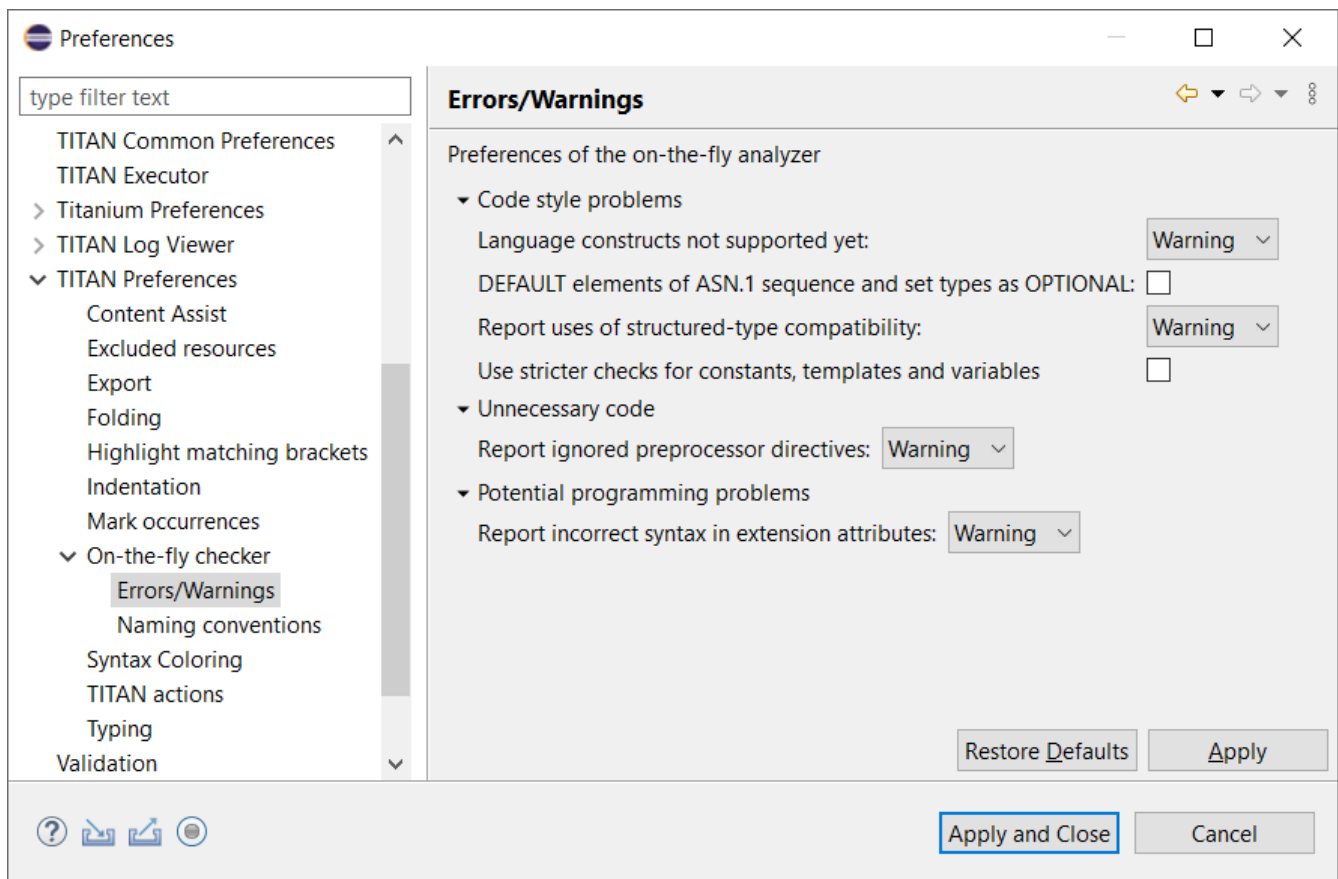 Preferences
type filter text
TITAN Common Preferences
TITAN Executor
Titanium Preferences
TITAN Log Viewer
TITAN Preferences
Content Assist
Excluded resources
Export
Folding
Highlight matching brackets
Indentation
Mark occurrences
On-the-fly checker
Errors/Warnings
Naming conventions
Syntax Coloring
TITAN actions
Typing
Validation
Errors/Warnings
Preferences of the on-the-fly analyzer
Code style problems
Language constructs not supported yet: Warning
DEFAULT elements of ASN.1 sequence and set types as OPTIONAL:
Report uses of structured-type compatibility: Warning
Use stricter checks for constants, templates and variables
Unnecessary code
Report ignored preprocessor directives: Warning
Potential programming problems
Report incorrect syntax in extension attributes: Warning
Restore Defaults Apply
Apply and Close Cancel